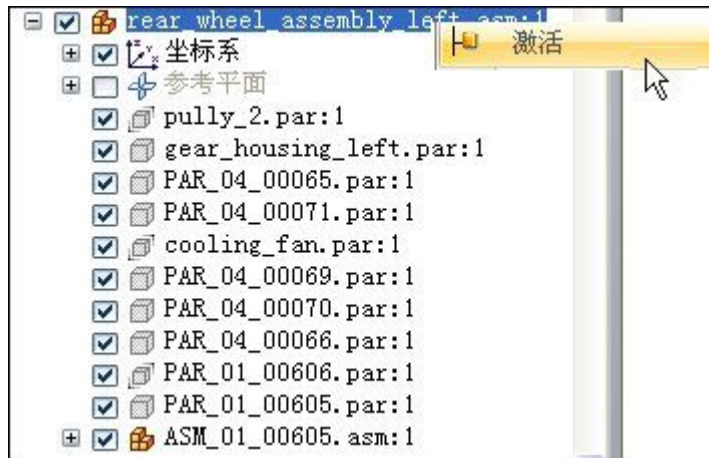 rear_wheel_assembly_left.asm:1
激活
坐标系
参考平面
pully_2.par:1
gear_housing_left.par:1
PAR_04_00065.par:1
PAR_04_00071.par:1
cooling_fan.par:1
PAR_04_00069.par:1
PAR_04_00070.par:1
PAR_04_00066.par:1
PAR_01_00606.par:1
PAR_01_00605.par:1
ASM_01_00605.asm:1